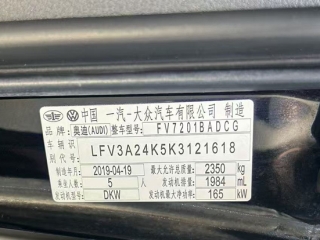 中国 一汽-大众汽车有限公司 制造
品牌:奥迪(AUDI) 整车型号: FV7201BADCG
车辆识别代号 LFV3A24K5K3121618
制造年月: 2019-04-19 最大允许总质量: 2350 kg
乘坐人数: 5 人 发动机排量: 1984 mL
发动机型号: DKW 发动机最大净功率: 165 kW